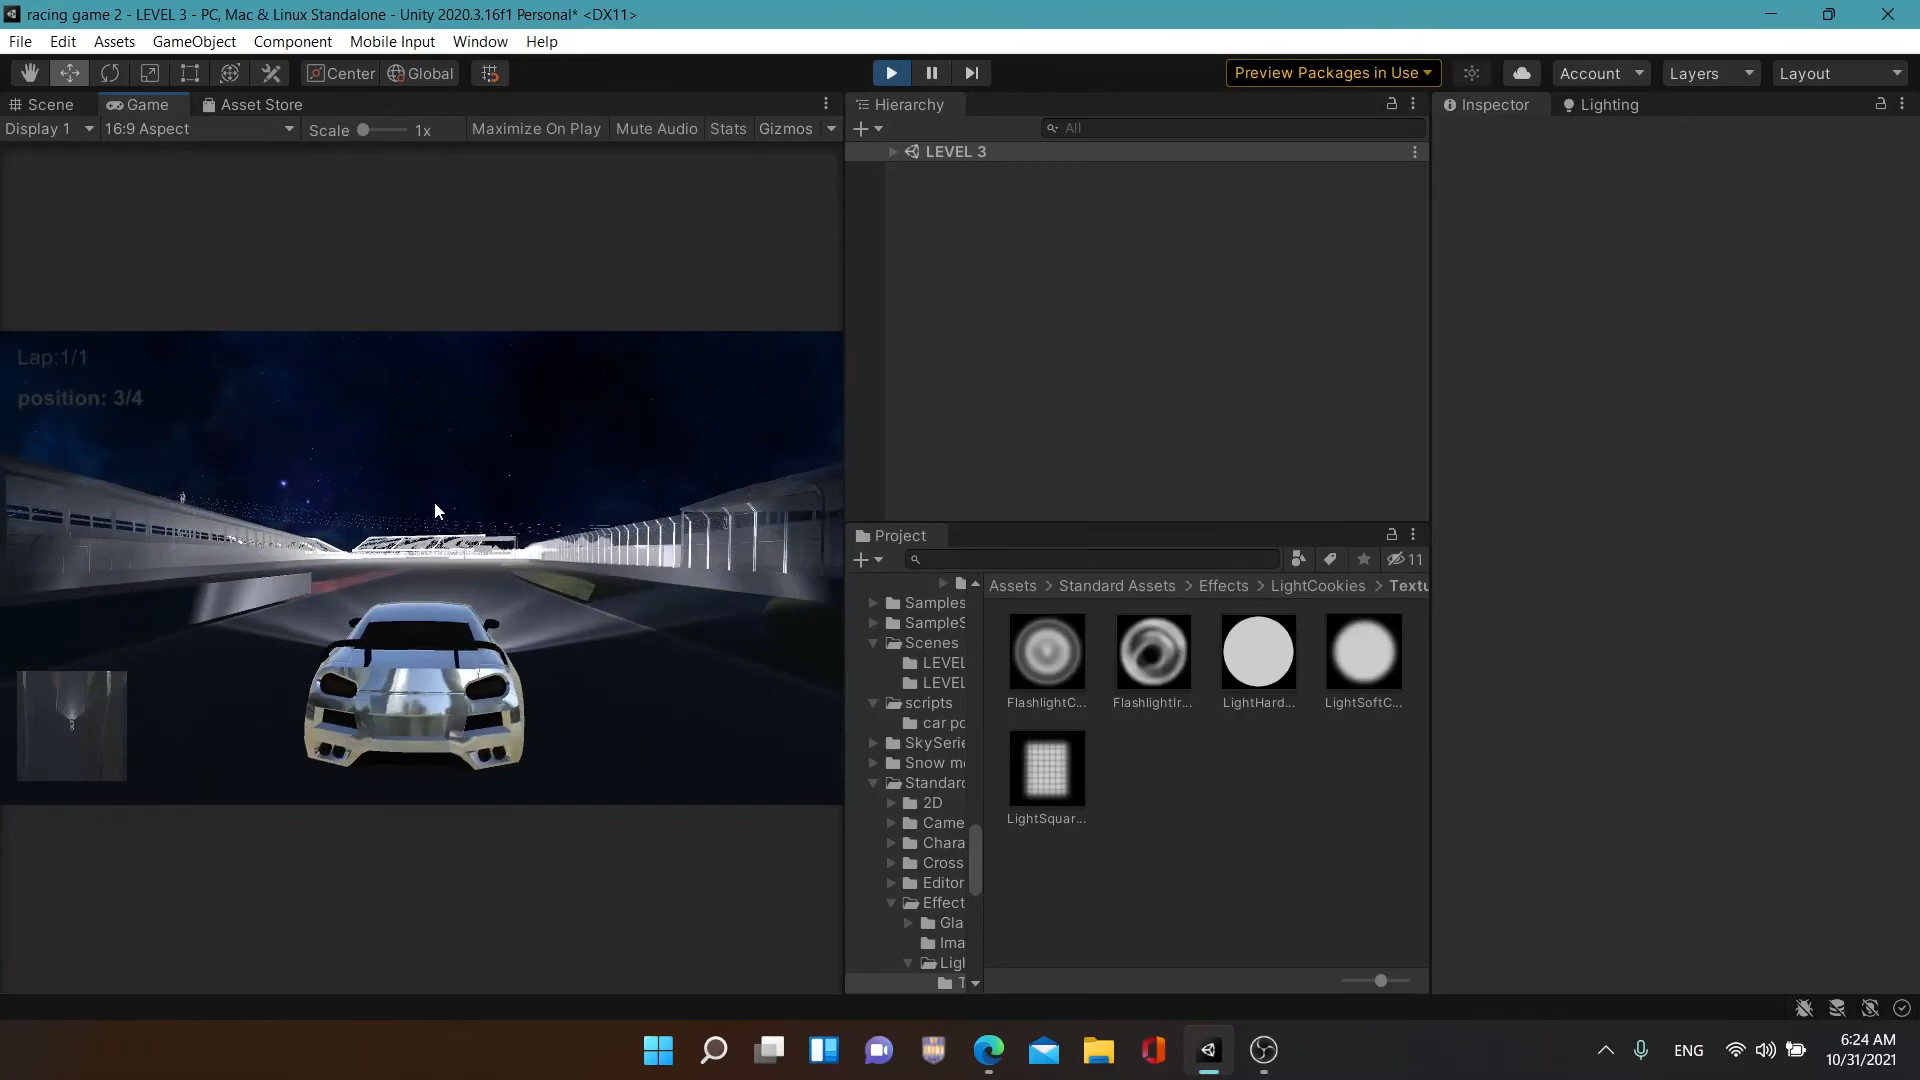 racing game 2 - LEVEL 3 - PC, Mac & Linux Standalone - Unity 2020.3.16f1 Personal* <DX11>
File Edit Assets GameObject Component Mobile Input Window Help
Center Global Preview Packages in Use Account Layers Layout
Scene Game Asset Store
Display 1 16:9 Aspect Scale 1x Maximize On Play Mute Audio Stats Gizmos
Lap:1/1
position: 3/4
Hierarchy
All
LEVEL 3
Project
11
Samples
SampleS
Scenes
LEVEL
LEVEL
scripts
car po
SkySerie
Snow m
Standard
2D
Came
Chara
Cross
Editor
Effect
Gla
Ima
Ligh
T
Assets > Standard Assets > Effects > LightCookies > Textu
FlashlightC... FlashlightIr... LightHard... LightSoftC...
LightSquar...
Inspector Lighting
ENG
6:24 AM
10/31/2021